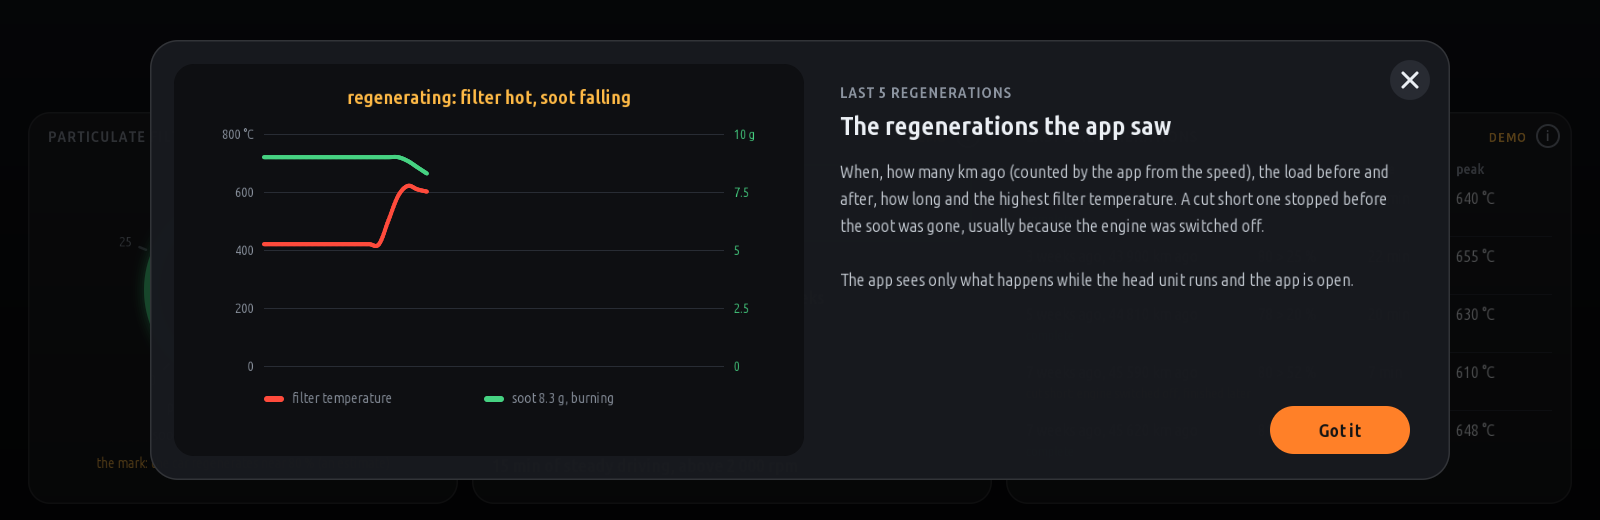 regenerating: filter hot, soot falling
800 °C
10 g
600
7.5
400
5
200
2.5
0
0
filter temperature
soot 8.3 g, burning
LAST 5 REGENERATIONS
The regenerations the app saw
When, how many km ago (counted by the app from the speed), the load before and
after, how long and the highest filter temperature. A cut short one stopped before
the soot was gone, usually because the engine was switched off.
The app sees only what happens while the head unit runs and the app is open.
Got it
PARTICULATE
25
the mark:
DEMO
i
peak
640 °C
655 °C
630 °C
610 °C
648 °C